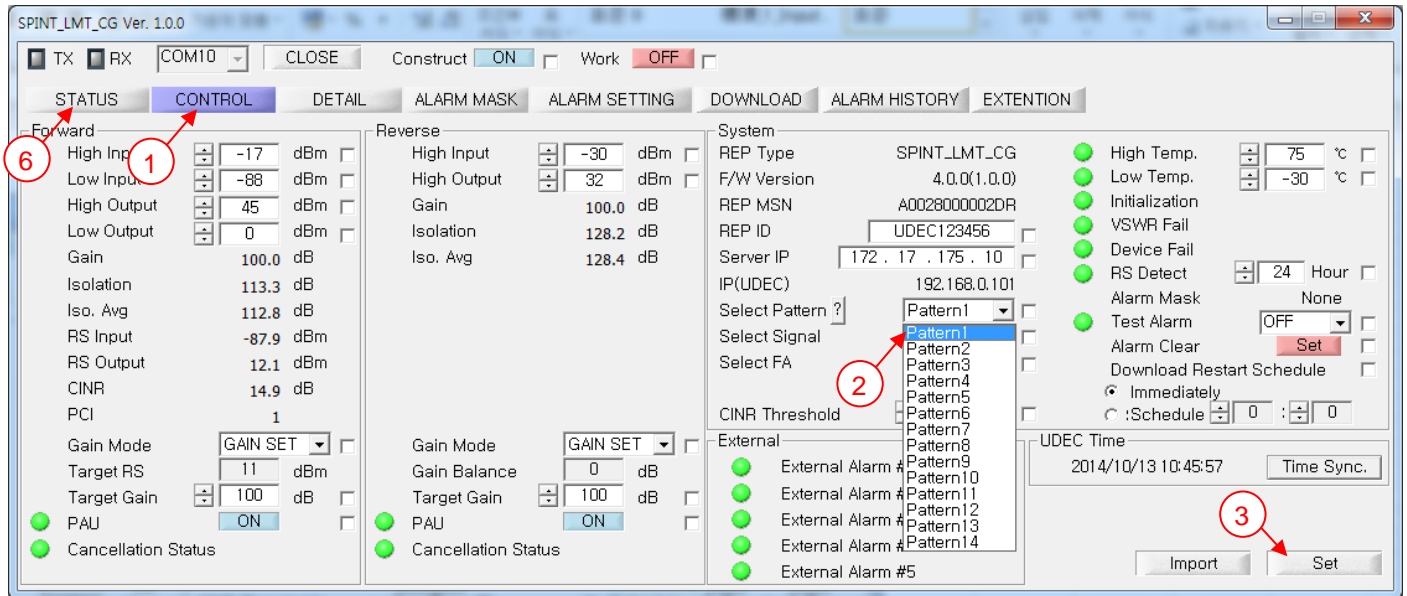 SPINT_LMT_CG Ver. 1.0.0
TX RX COM10 CLOSE Construct ON Work OFF
STATUS CONTROL DETAIL ALARM MASK ALARM SETTING DOWNLOAD ALARM HISTORY EXTENTION
6
1
Forward
High Inp -17 dBm
Low Input -88 dBm
High Output 45 dBm
Low Output 0 dBm
Gain 100.0 dB
Isolation 113.3 dB
Iso. Avg 112.8 dB
RS Input -87.9 dBm
RS Output 12.1 dBm
CINR 14.9 dB
PCI 1
Gain Mode GAIN SET
Target RS 11 dBm
Target Gain 100 dB
PAU ON
Cancellation Status
Reverse
High Input -30 dBm
High Output 32 dBm
Gain 100.0 dB
Isolation 128.2 dB
Iso. Avg 128.4 dB
Gain Mode GAIN SET
Gain Balance 0 dB
Target Gain 100 dB
PAU ON
Cancellation Status
System
REP Type SPINT_LMT_CG
F/W Version 4.0.0(1.0.0)
REP MSN A0028000002DR
REP ID UDEC123456
Server IP 172 . 17 . 175 . 10
IP(UDEC) 192.168.0.101
Select Pattern ? Pattern1
Select Signal
Select FA
CINR Threshold
Pattern1
Pattern2
Pattern3
Pattern4
Pattern5
Pattern6
Pattern7
Pattern8
Pattern9
Pattern10
Pattern11
Pattern12
Pattern13
Pattern14
2
High Temp. 75 ℃
Low Temp. -30 ℃
Initialization
VSWR Fail
Device Fail
RS Detect 24 Hour
Alarm Mask None
Test Alarm OFF
Alarm Clear Set
Download Restart Schedule
Immediately
:Schedule 0 : 0
External
External Alarm #
External Alarm #
External Alarm #
External Alarm #
External Alarm #5
UDEC Time
2014/10/13 10:45:57 Time Sync.
3
Import Set